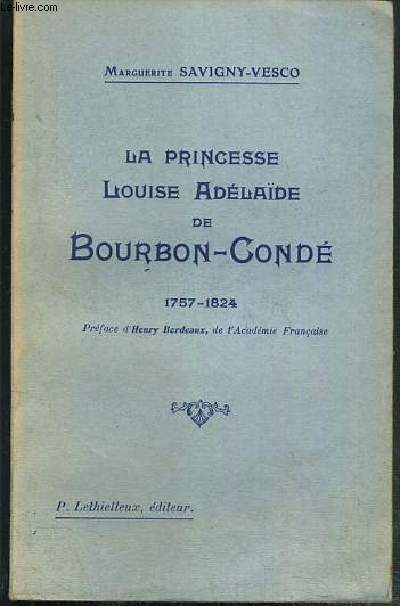 Le-livre.com
MARGUERITE SAVIGNY-VESCO
LA PRINCESSE
LOUISE ADÉLAÏDE
DE
BOURBON-CONDÉ
1757-1824
Préface d'Henry Bordeaux, de l'Académie Française
P. Lethielleux, éditeur.